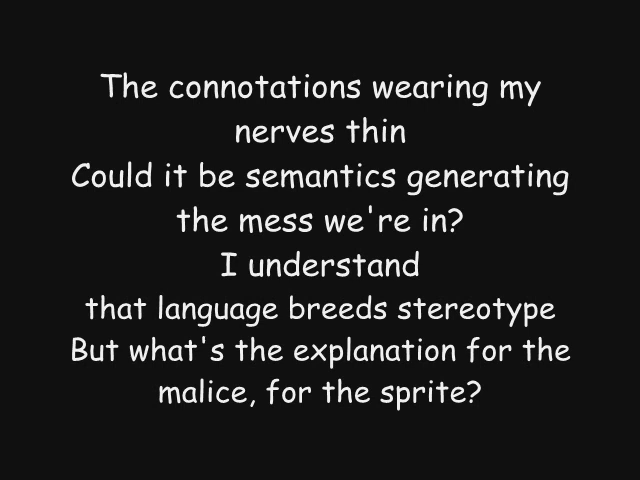 The connotations wearing my
nerves thin
Could it be semantics generating
the mess we're in?
I understand
that language breeds stereotype
But what's the explanation for the
malice, for the sprite?